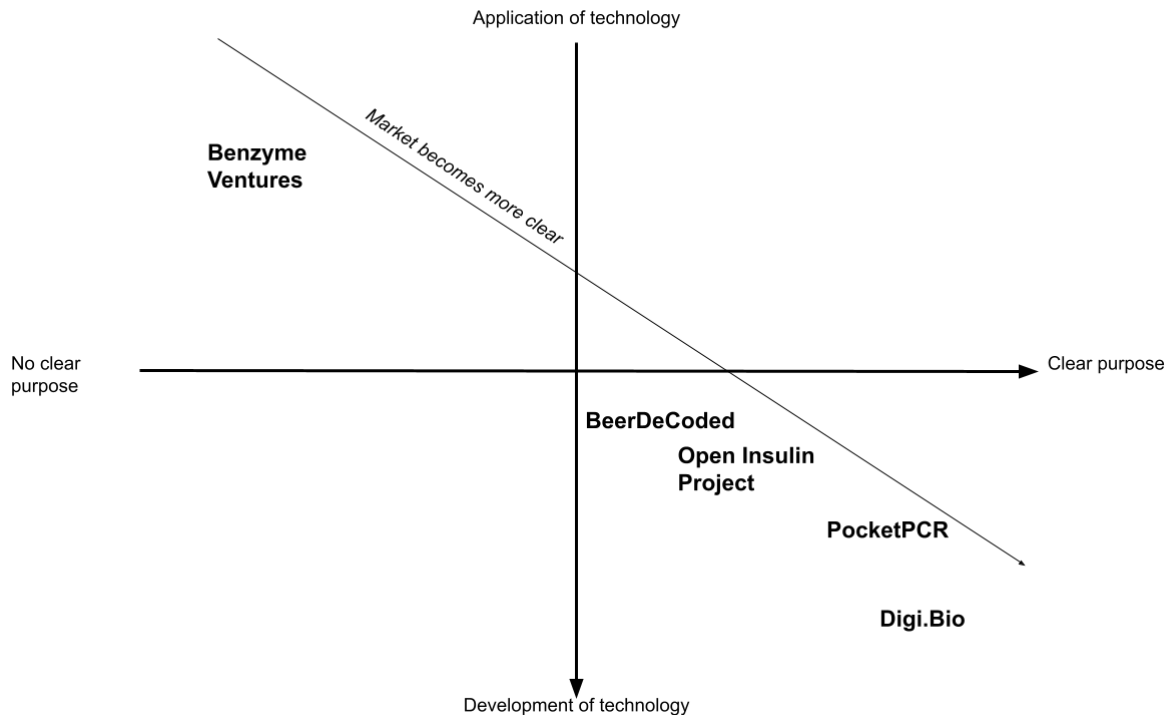 Application of technology
Market becomes more clear
Benzyme
Ventures
No clear
purpose
Clear purpose
BeerDeCoded
Open Insulin
Project
PocketPCR
Digi.Bio
Development of technology